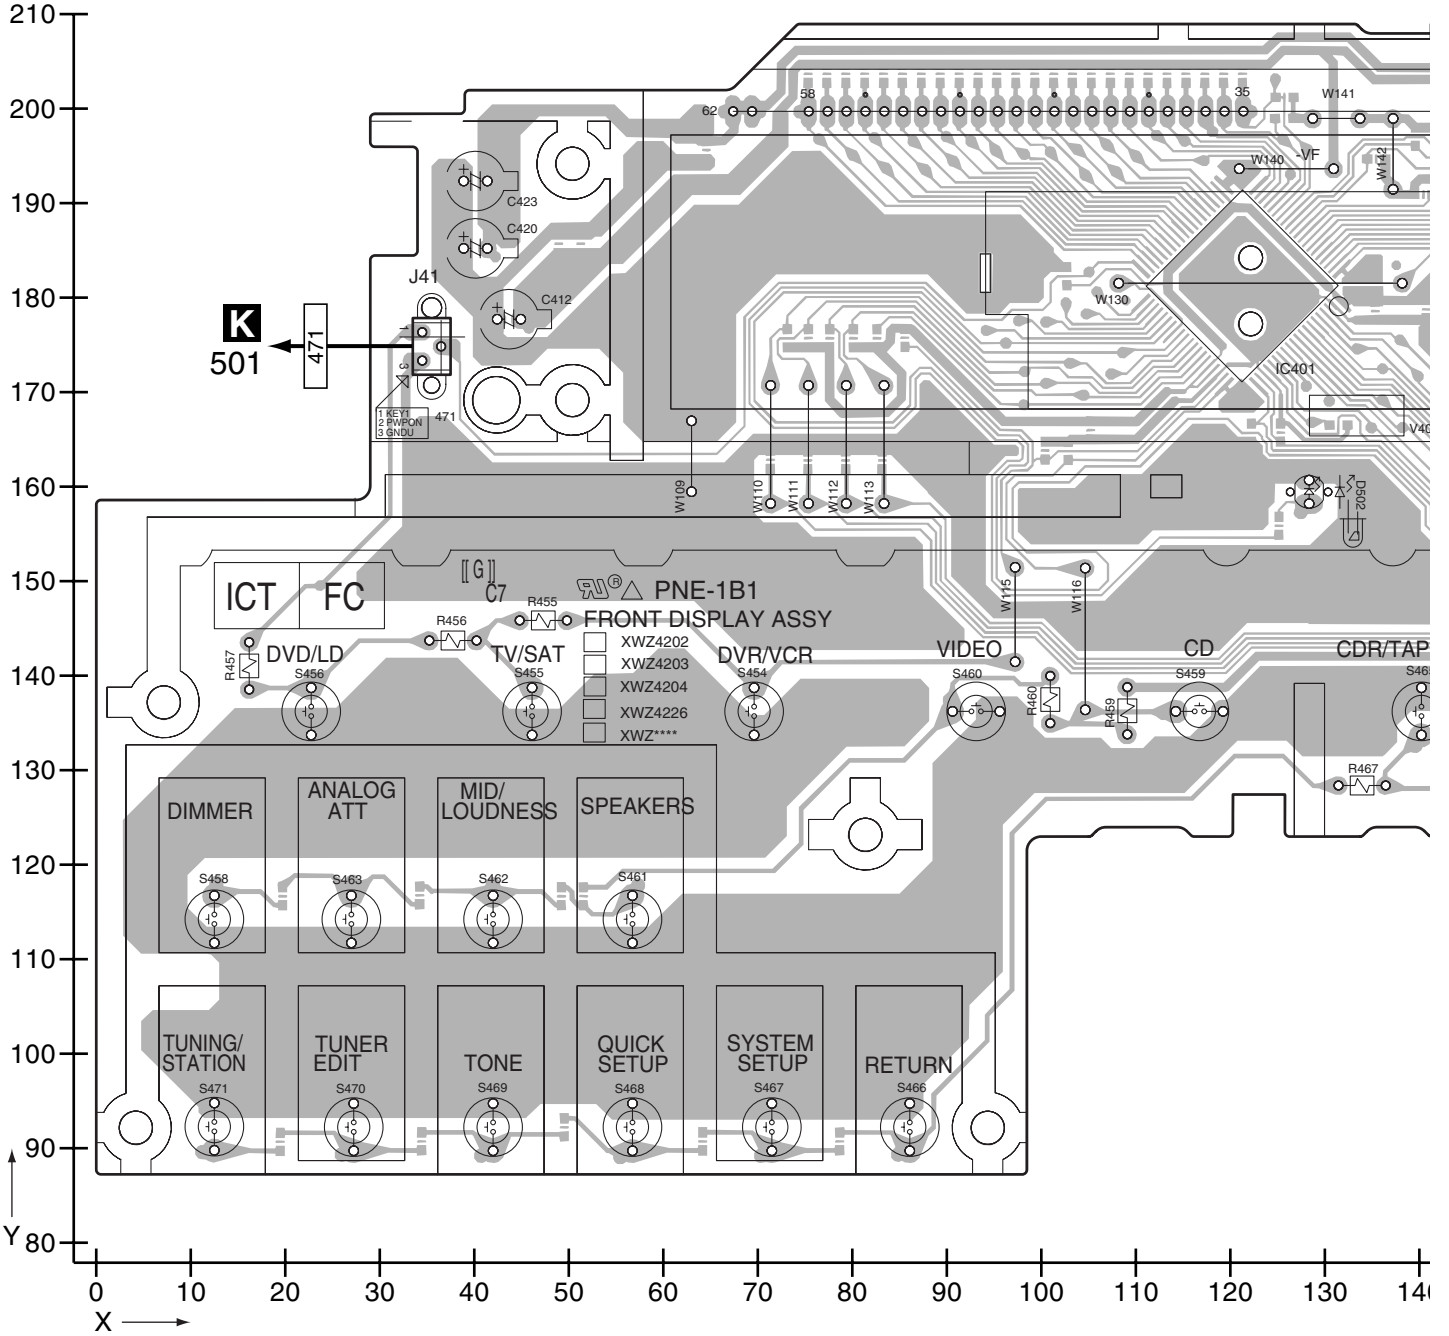 210
200
190
180
170
160
150
140
130
120
110
100
90
80
Y
0 10 20 30 40 50 60 70 80 90 100 110 120 130
X
62
58
35
W141
W142
W140
-VF
C423
C420
C412
J41
K
501
471
1
3
1 KEY1
2 PWPON
3 GNDU
471
W130
IC401
W109
W110
W111
W112
W113
W115
W116
D502
ICT FC
[[ G ]]
C7
R455
R456
R457
PNE-1B1
FRONT DISPLAY ASSY
XWZ4202
XWZ4203
XWZ4204
XWZ4226
XWZ****
DVD/LD
S456
TV/SAT
S455
DVR/VCR
S454
VIDEO
S460
R460
R459
CD
S459
CDR/TAP
R467
DIMMER
ANALOG
ATT
MID/
LOUDNESS
SPEAKERS
S458
S463
S462
S461
TUNING/
STATION
TUNER
EDIT
TONE
QUICK
SETUP
SYSTEM
SETUP
RETURN
S471
S470
S469
S468
S467
S466